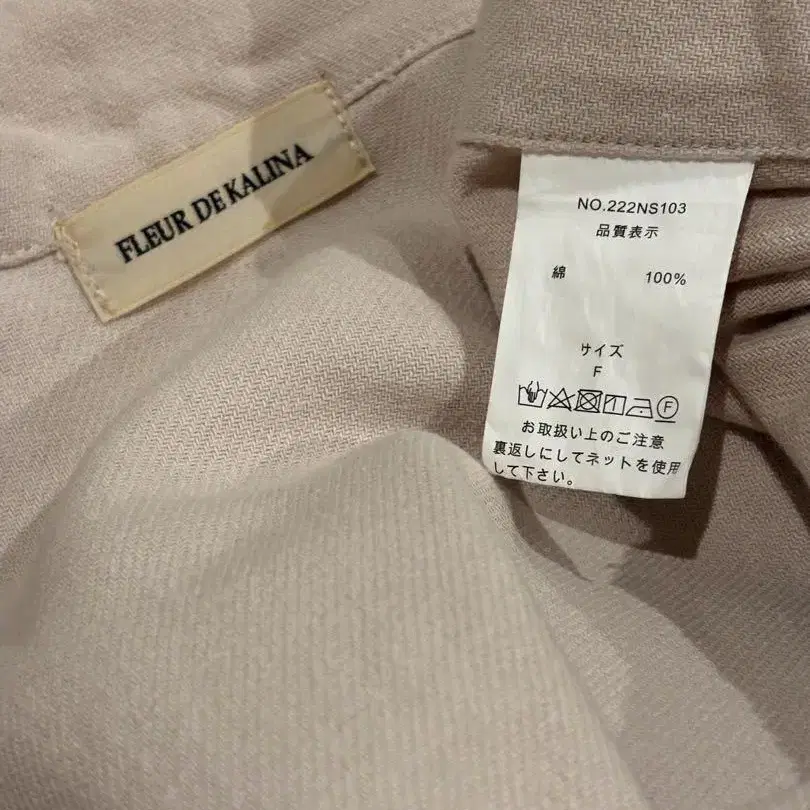 FLEUR DE KALINA
NO.222NS103
品質表示
綿 100%
サイズ
F
F
お取扱い上のご注意
裏返しにしてネットを使用
して下さい。